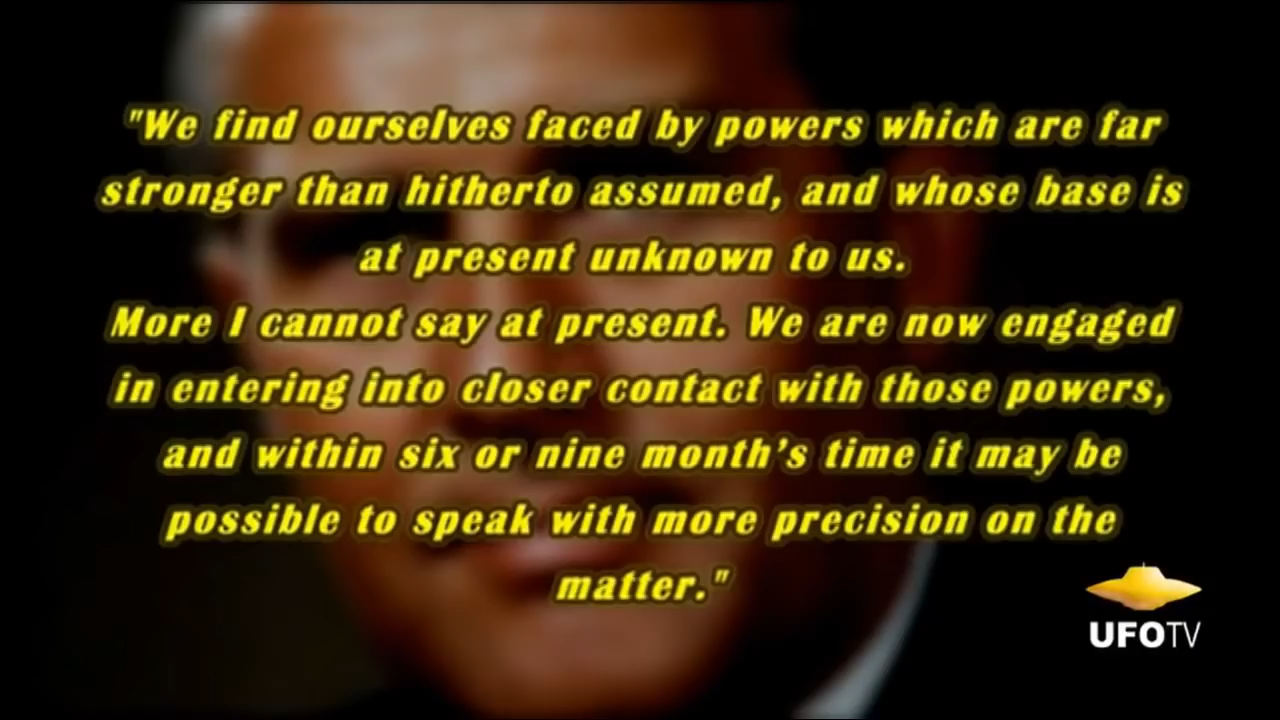 "We find ourselves faced by powers which are far
stronger than hitherto assumed, and whose base is
at present unknown to us.
More I cannot say at present. We are now engaged
in entering into closer contact with those powers,
and within six or nine month's time it may be
possible to speak with more precision on the
matter."
UFOTV